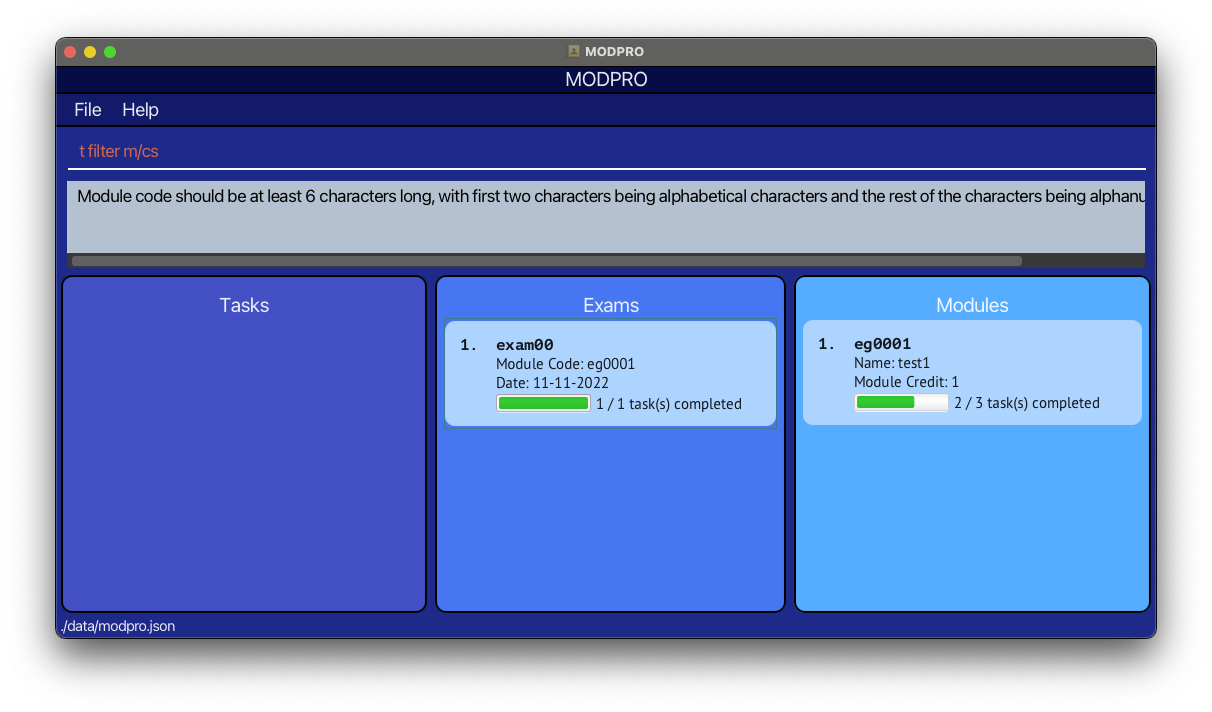 MODPRO
MODPRO
File Help
t filter m/cs
Module code should be at least 6 characters long, with first two characters being alphabetical characters and the rest of the characters being alphanu
Tasks
Exams
1. exam00
Module Code: eg0001
Date: 11-11-2022
1 / 1 task(s) completed
Modules
1. eg0001
Name: test1
Module Credit: 1
2 / 3 task(s) completed
./data/modpro.json